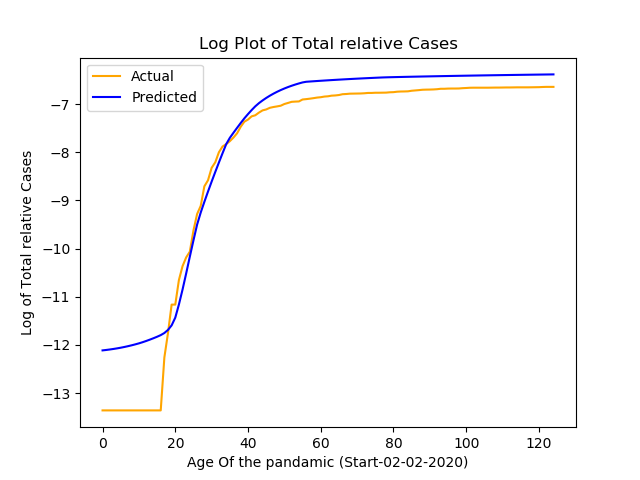 Log Plot of Total relative Cases
Actual
Predicted
−7
−8
−9
−10
−11
−12
−13
Log of Total relative Cases
0 20 40 60 80 100 120
Age Of the pandamic (Start-02-02-2020)